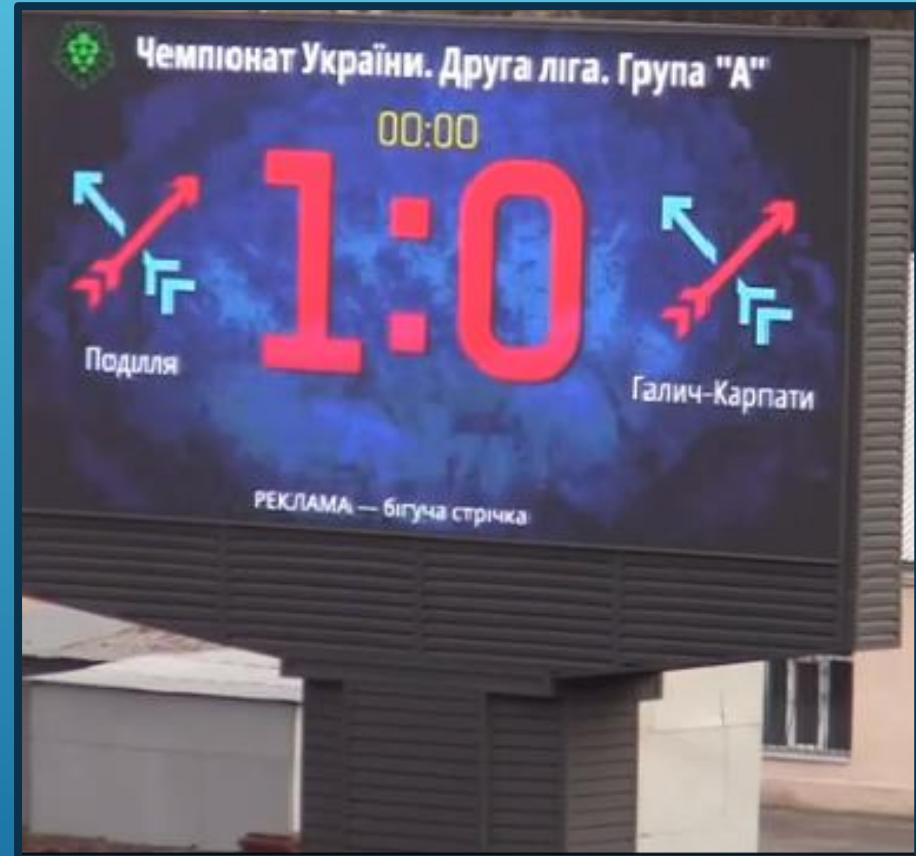 Чемпіонат України. Друга ліга. Група "А"
00:00
1:0
Поділля
Галич-Карпати
РЕКЛАМА — бігуча стрічка